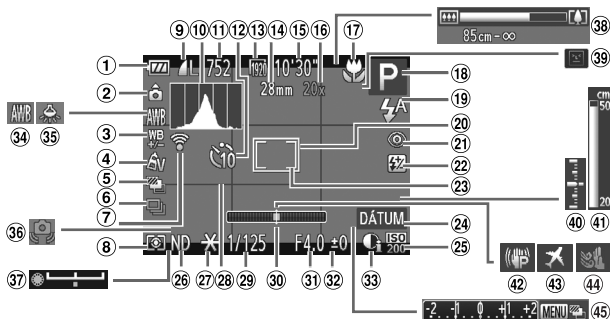 ⑨ ⑩ ⑪ ⑫ ⑬ ⑭ ⑮ ⑯ ⑰
85cm-∞ ㊳
① L 752 1920 10'30" P ⑱ ㊴
② 28mm 20x A ⑲
AWB AWB cm
㉞ ㉟ 50
③ WB +/- 10 ⑳
④ AV ㉑
⑤ ㉒
⑥ ㉓ 20
㊵ ㊶
⑦ DÁTUM ㉔
㊱
⑧ ND 1/125 F4.0 ±0 ISO 200 ㉕
P
㊲ ㉖ ㉗ ㉘ ㉙ ㉚ ㉛ ㉜ ㉝ ㊷ ㊸ ㊹
-2..-1..0..+1..+2 MENU ㊺